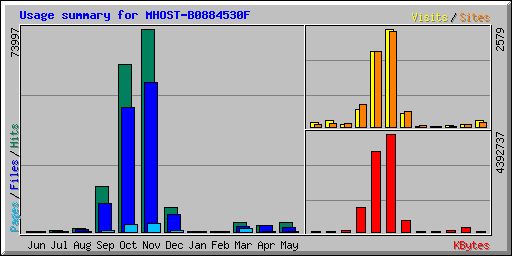 Usage summary for MHOST-B0884530F
Visits/Sites
73997
2579
Pages/Files/Hits
4392737
Jun Jul Aug Sep Oct Nov Dec Jan Feb Mar Apr May
KBytes